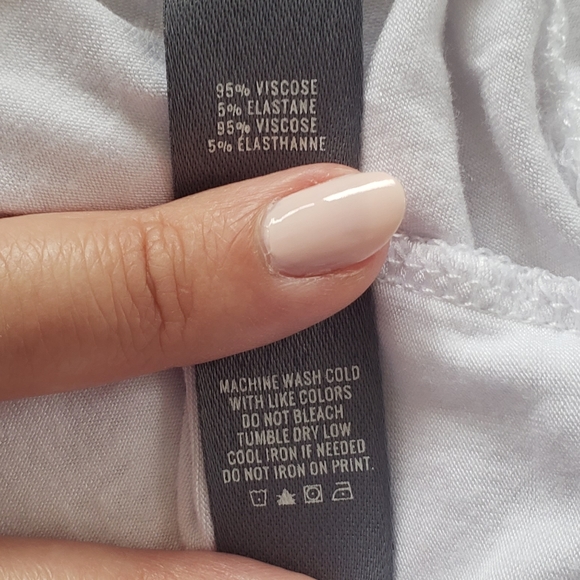 95% VISCOSE
5% ELASTANE
95% VISCOSE
5% ELASTHANNE
MACHINE WASH COLD
WITH LIKE COLORS
DO NOT BLEACH
TUMBLE DRY LOW
COOL IRON IF NEEDED
DO NOT IRON ON PRINT.